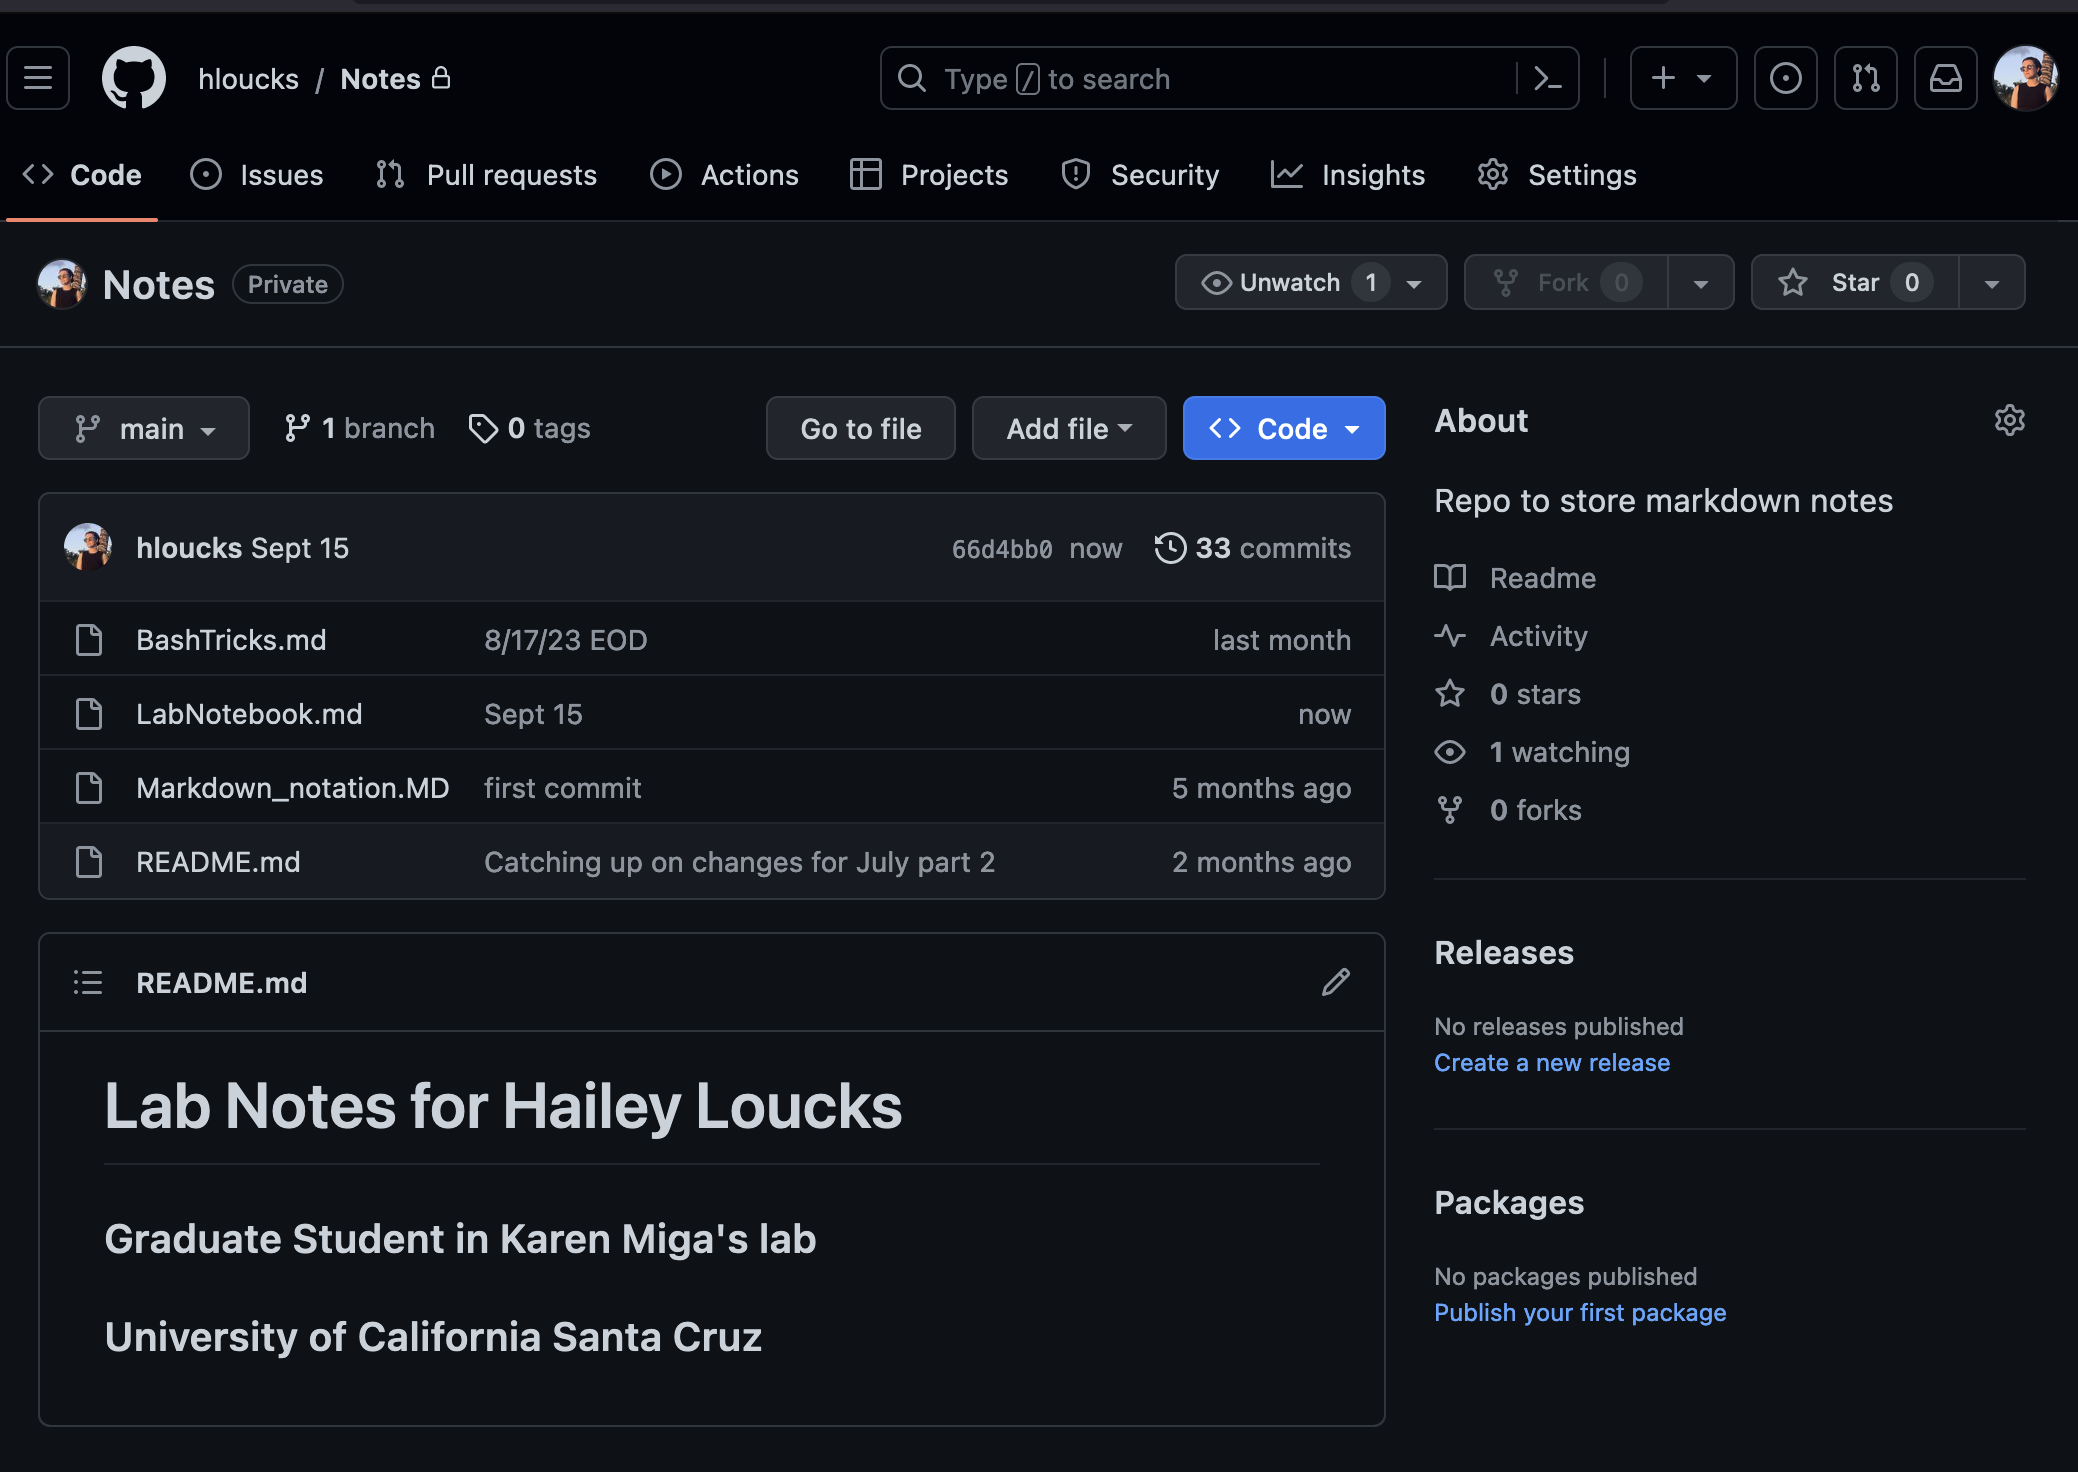 hloucks / Notes
Type / to search
Code Issues Pull requests Actions Projects Security Insights Settings
Notes Private
Unwatch 1 Fork 0 Star 0
main 1 branch 0 tags Go to file Add file Code
hloucks Sept 15 66d4bb0 now 33 commits
BashTricks.md 8/17/23 EOD last month
LabNotebook.md Sept 15 now
Markdown_notation.MD first commit 5 months ago
README.md Catching up on changes for July part 2 2 months ago
README.md
Lab Notes for Hailey Loucks
Graduate Student in Karen Miga's lab
University of California Santa Cruz
About
Repo to store markdown notes
Readme
Activity
0 stars
1 watching
0 forks
Releases
No releases published
Create a new release
Packages
No packages published
Publish your first package